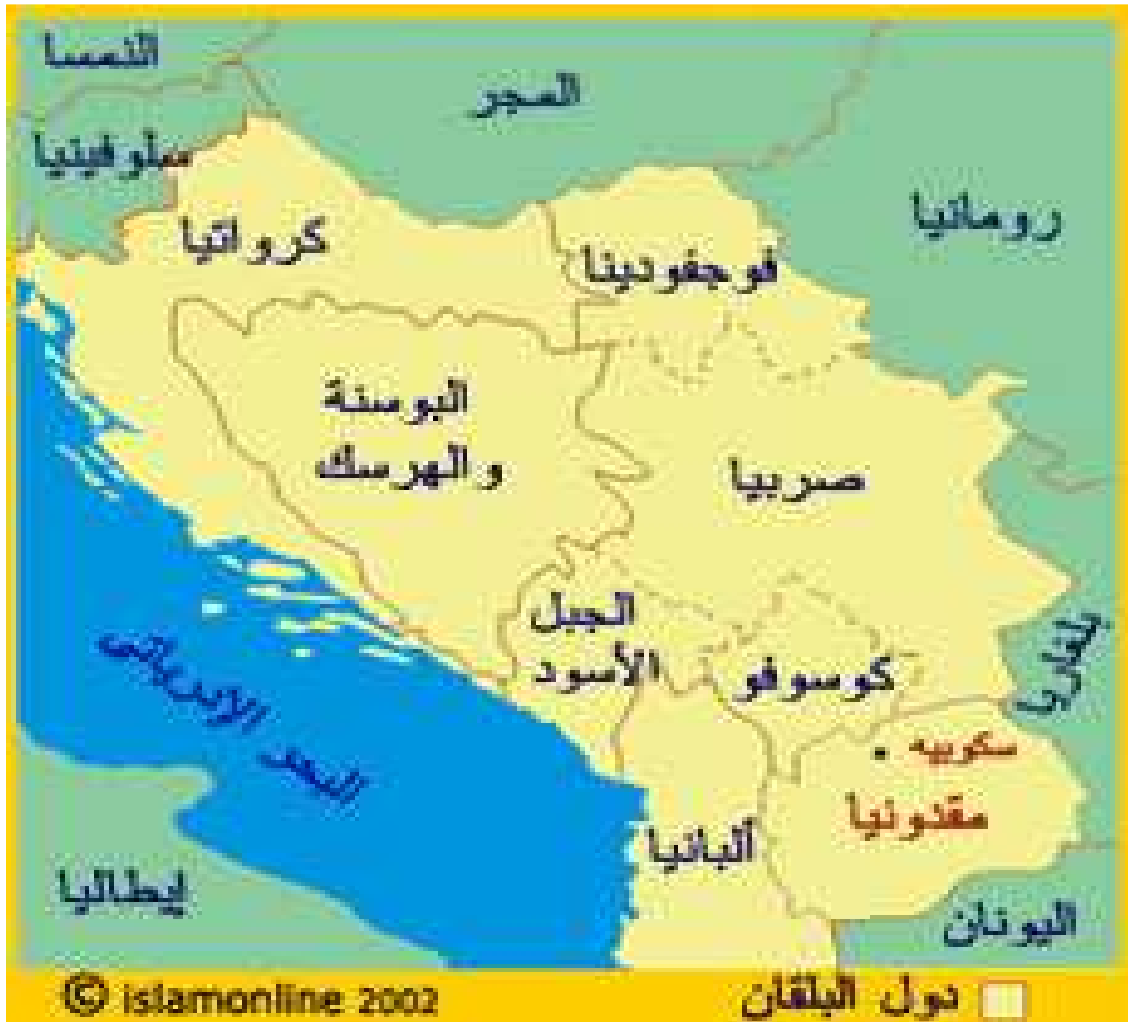 النمسا
المجر
سلوفينيا
رومانيا
كرواتيا
فوجفودينا
البوسنة
والهرسك
صربيا
الجبل
الأسود
كوسوفو
بلغاريا
سكوبيه
مقدونيا
ألبانيا
البحر الإدرياتي
إيطاليا
اليونان
دول البلقان
© islamonline 2002